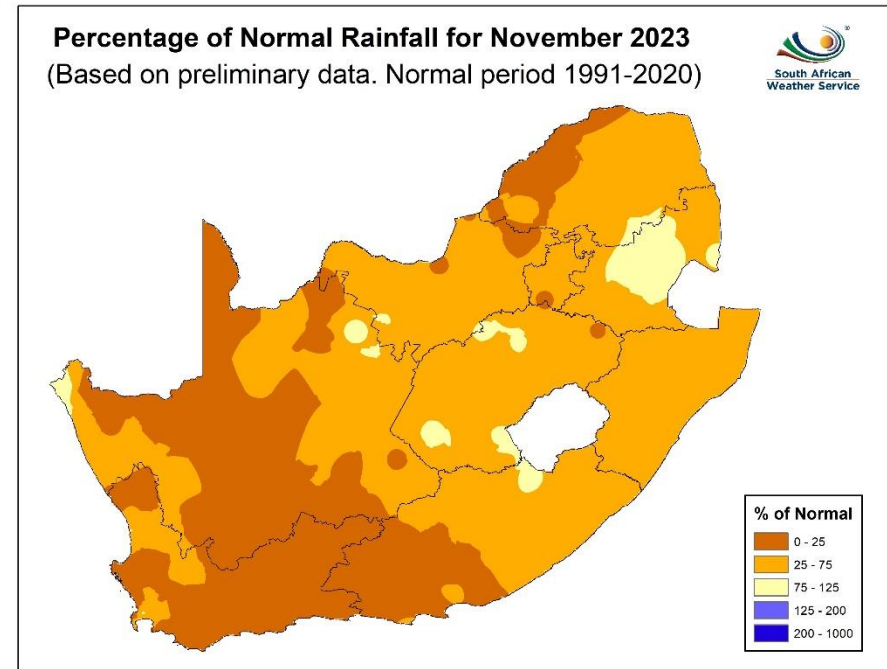 Percentage of Normal Rainfall for November 2023
(Based on preliminary data. Normal period 1991-2020)
South African
Weather Service
% of Normal
0 - 25
25 - 75
75 - 125
125 - 200
200 - 1000